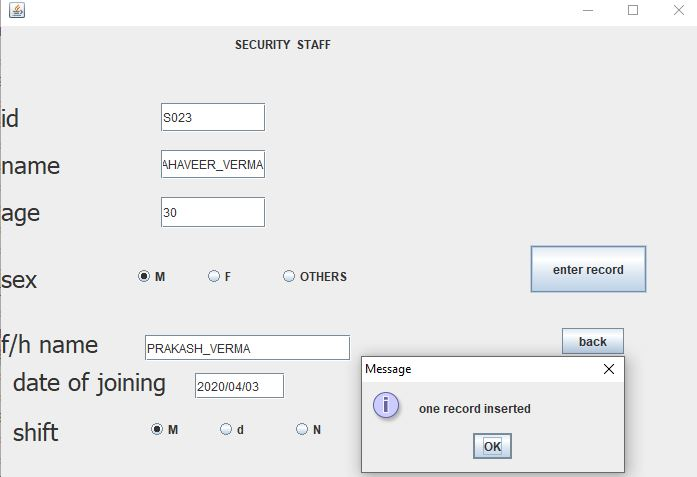 SECURITY STAFF
id S023
name AHAVEER_VERMA
age 30
sex M F OTHERS
enter record
f/h name PRAKASH_VERMA
back
date of joining 2020/04/03
shift M d N
Message
one record inserted
OK